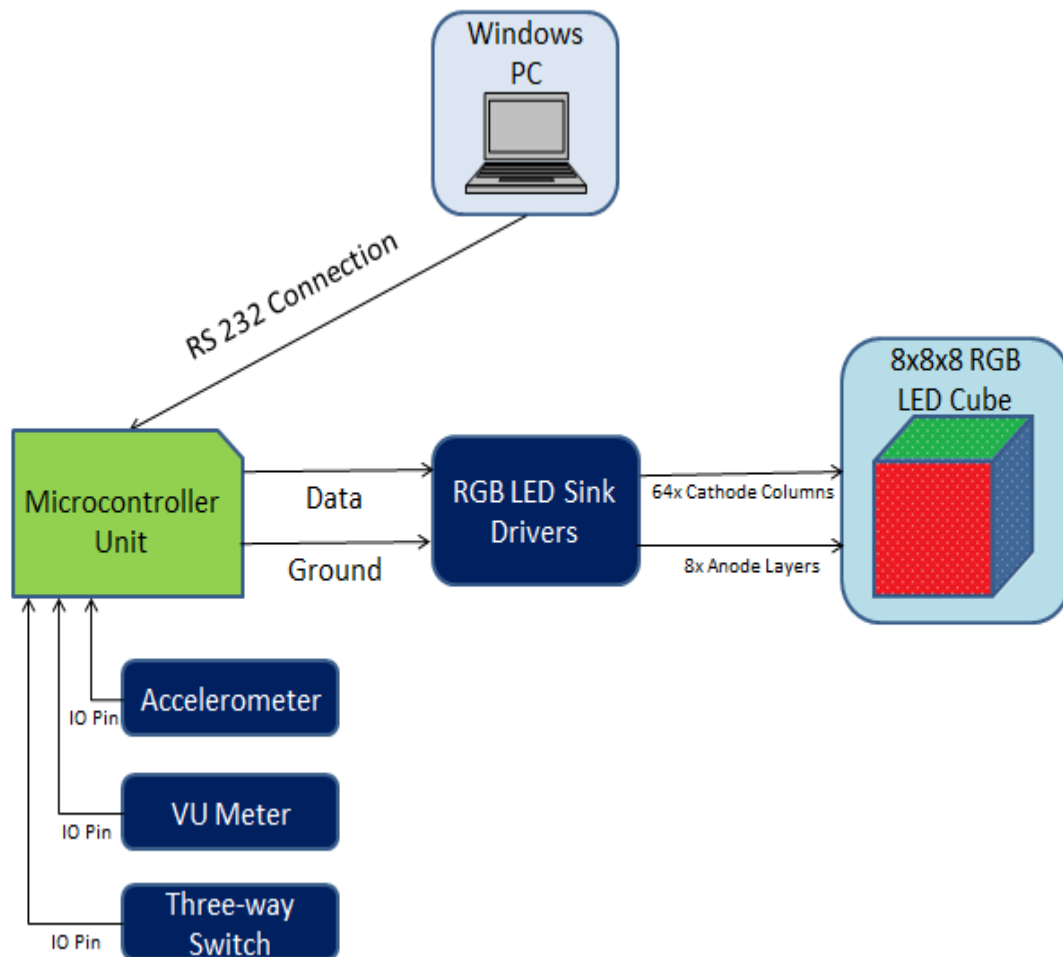 Windows
PC
RS 232 Connection
8x8x8 RGB
LED Cube
Microcontroller
Unit
Data
Ground
RGB LED Sink
Drivers
64x Cathode Columns
8x Anode Layers
Accelerometer
IO Pin
VU Meter
IO Pin
Three-way
Switch
IO Pin